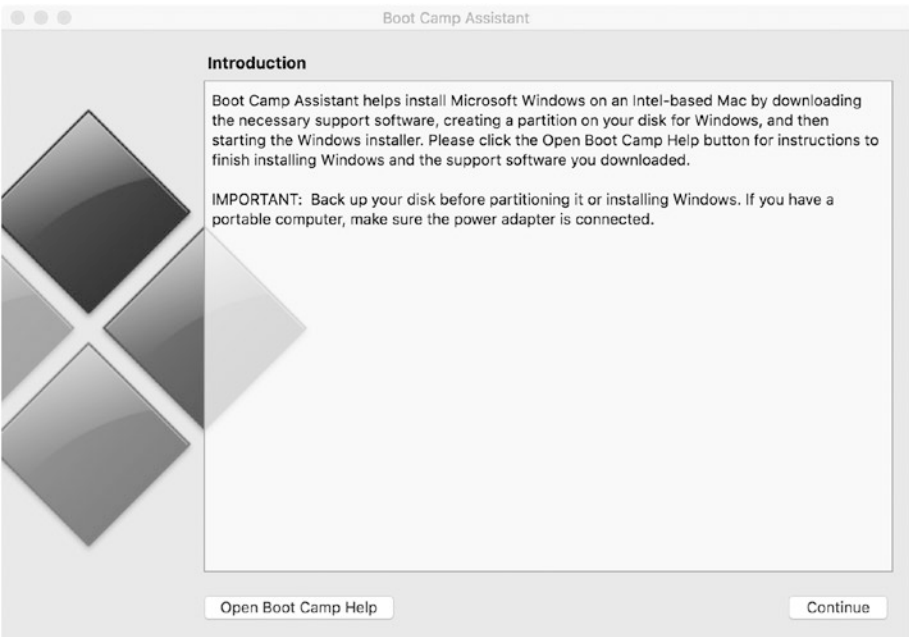 Boot Camp Assistant
Introduction
Boot Camp Assistant helps install Microsoft Windows on an Intel-based Mac by downloading
the necessary support software, creating a partition on your disk for Windows, and then
starting the Windows installer. Please click the Open Boot Camp Help button for instructions to
finish installing Windows and the support software you downloaded.
IMPORTANT:  Back up your disk before partitioning it or installing Windows. If you have a
portable computer, make sure the power adapter is connected.
Open Boot Camp Help
Continue